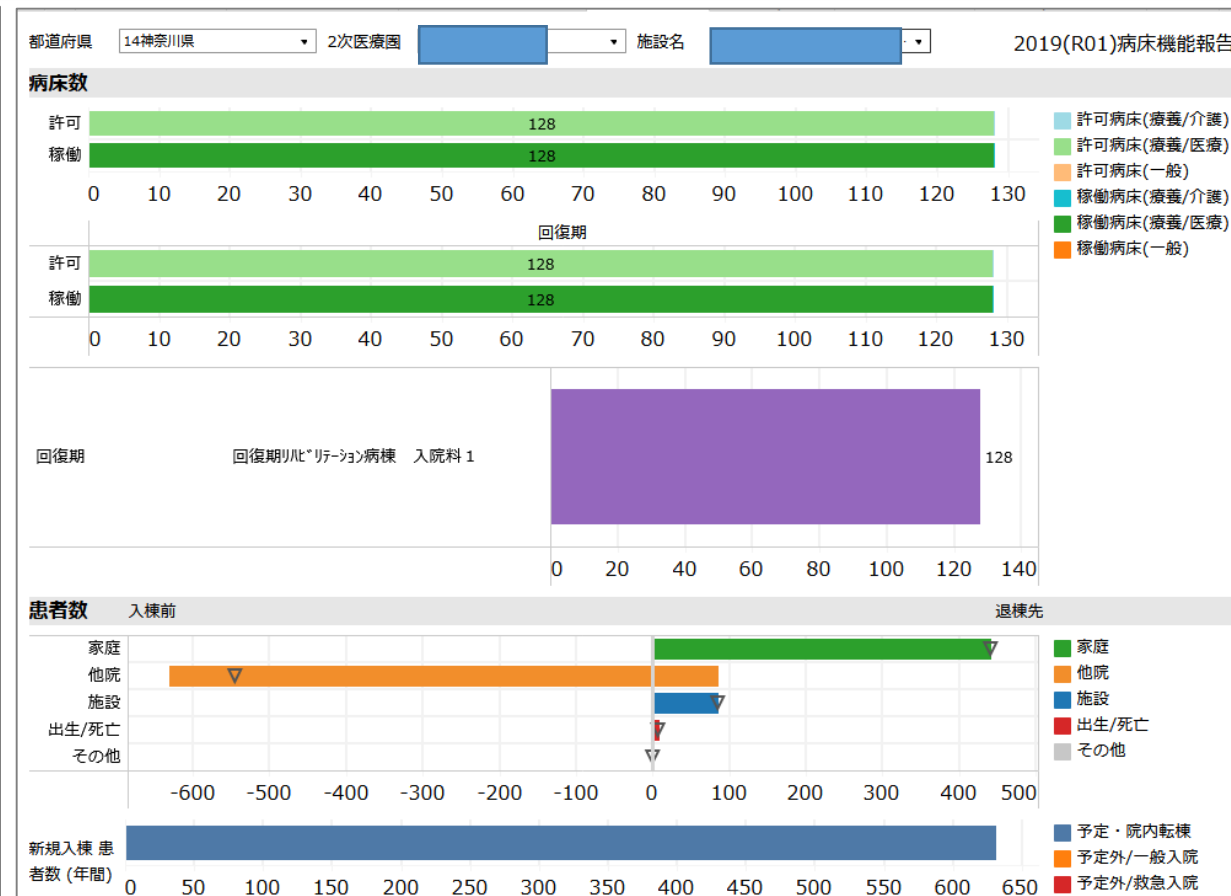 都道府県 14神奈川県 2次医療圏 施設名 2019(R01)病床機能報告
病床数
許可 128
稼働 128
0 10 20 30 40 50 60 70 80 90 100 110 120 130
許可病床(療養/介護)
許可病床(療養/医療)
許可病床(一般)
稼働病床(療養/介護)
稼働病床(療養/医療)
稼働病床(一般)
回復期
許可 128
稼働 128
0 10 20 30 40 50 60 70 80 90 100 110 120 130
回復期 回復期ﾘﾊﾋﾞﾘﾃｰｼｮﾝ病棟 入院料１ 128
0 20 40 60 80 100 120 140
患者数 入棟前 退棟先
家庭
他院
施設
出生/死亡
その他
-600 -500 -400 -300 -200 -100 0 100 200 300 400 500
家庭
他院
施設
出生/死亡
その他
新規入棟 患
者数 (年間)
0 50 100 150 200 250 300 350 400 450 500 550 600 650
予定・院内転棟
予定外/一般入院
予定外/救急入院